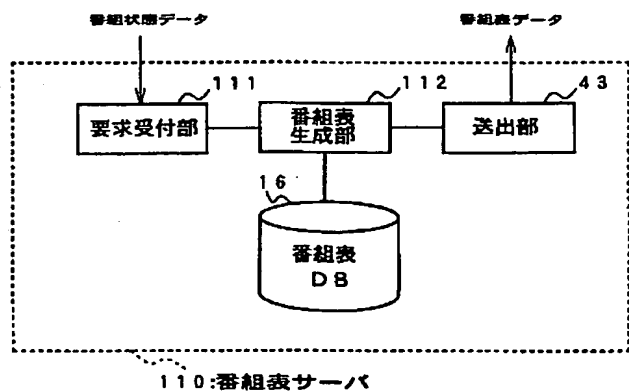 番組状態データ
番組表データ
111
112
43
要求受付部
番組表
生成部
送出部
16
番組表
DB
110:番組表サーバ